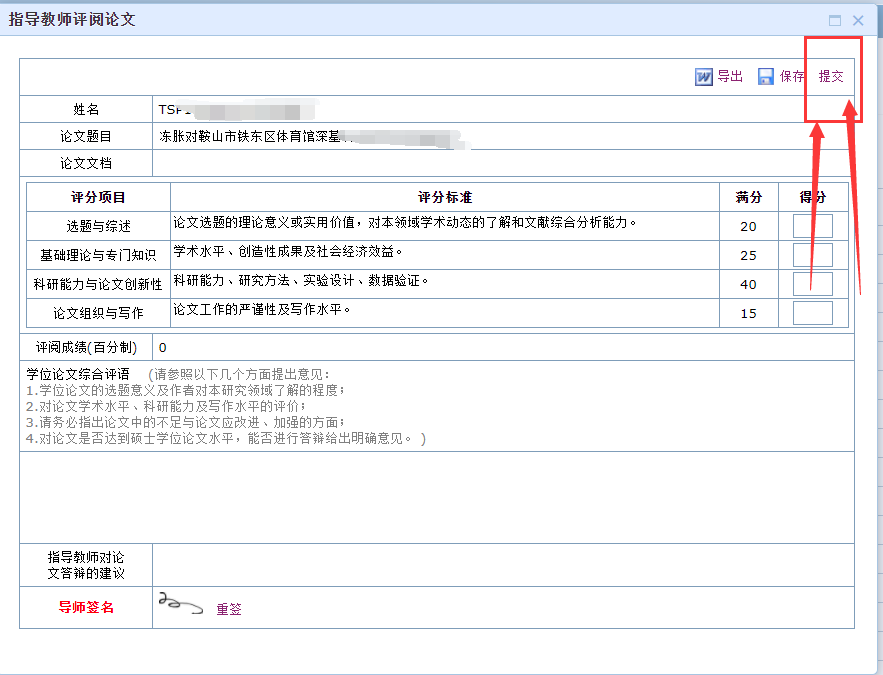 指导教师评阅论文
导出 保存 提交
姓名 TSP1
论文题目 冻胀对鞍山市铁东区体育馆深基
论文文档
评分项目 评分标准 满分 得分
选题与综述 论文选题的理论意义或实用价值，对本领域学术动态的了解和文献综合分析能力。 20
基础理论与专门知识 学术水平、创造性成果及社会经济效益。 25
科研能力与论文创新性 科研能力、研究方法、实验设计、数据验证。 40
论文组织与写作 论文工作的严谨性及写作水平。 15
评阅成绩(百分制) 0
学位论文综合评语 (请参照以下几个方面提出意见:
1.学位论文的选题意义及作者对本研究领域了解的程度;
2.对论文学术水平、科研能力及写作水平的评价;
3.请务必指出论文中的不足与论文应改进、加强的方面;
4.对论文是否达到硕士学位论文水平，能否进行答辩给出明确意见。 )
指导教师对论
文答辩的建议
导师签名 重签